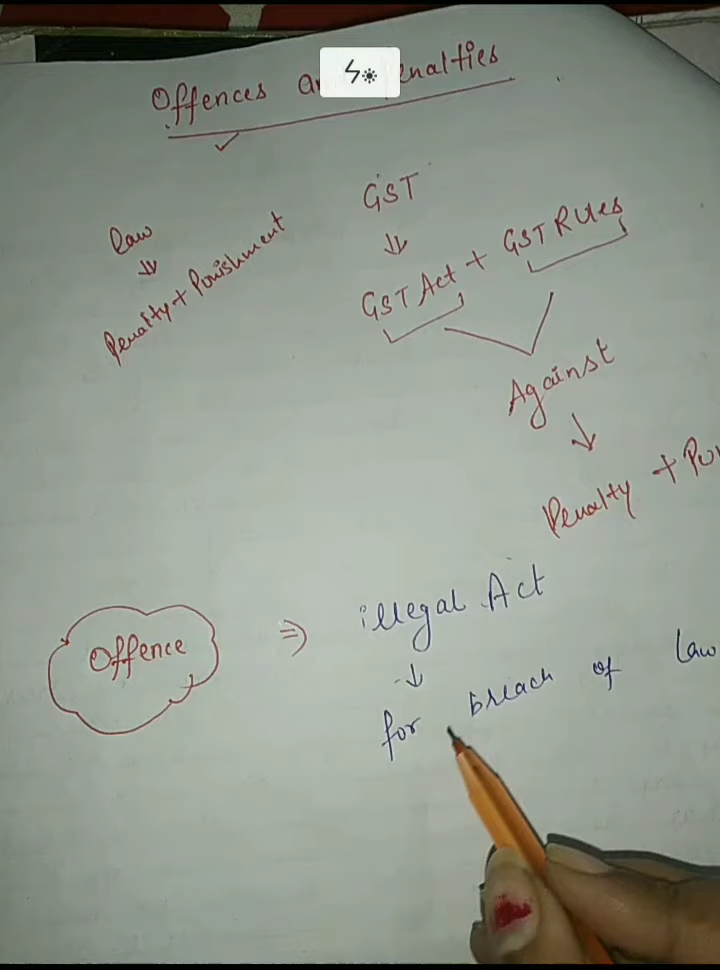 Offences an enalties
GST
Law
Penalty + Punishment
GST Act + GST Rules
Against
Penalty + Pu
Offence ⇒ illegal Act
for breach of law